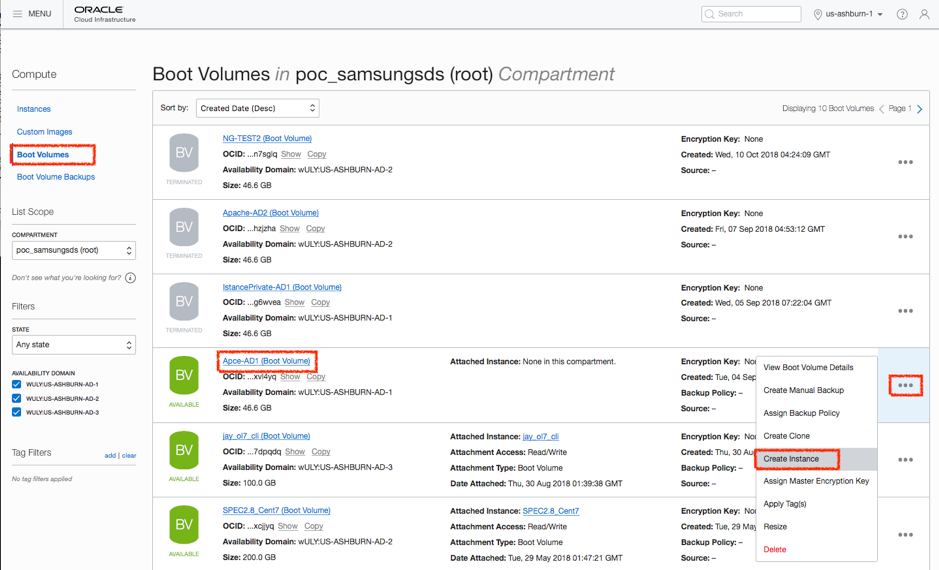 MENU
ORACLE
Cloud Infrastructure
Search
us-ashburn-1
Compute
Instances
Custom Images
Boot Volumes
Boot Volume Backups
List Scope
COMPARTMENT
poc_samsungsds (root)
Don't see what you're looking for?
Filters
STATE
Any state
AVAILABILITY DOMAIN
WULY:US-ASHBURN-AD-1
WULY:US-ASHBURN-AD-2
WULY:US-ASHBURN-AD-3
Tag Filters add | clear
No tag filters applied
Boot Volumes in poc_samsungsds (root) Compartment
Sort by: Created Date (Desc)
Displaying 10 Boot Volumes < Page 1 >
BV
TERMINATED
NG-TEST2 (Boot Volume)
OCID: ...n7sgiq Show Copy
Availability Domain: wULY:US-ASHBURN-AD-2
Size: 46.6 GB
Encryption Key: None
Created: Wed, 10 Oct 2018 04:24:09 GMT
Source: –
BV
TERMINATED
Apache-AD2 (Boot Volume)
OCID: ...hzjzha Show Copy
Availability Domain: wULY:US-ASHBURN-AD-2
Size: 46.6 GB
Encryption Key: None
Created: Fri, 07 Sep 2018 04:53:12 GMT
Source: –
BV
TERMINATED
IstancePrivate-AD1 (Boot Volume)
OCID: ...g6wvea Show Copy
Availability Domain: wULY:US-ASHBURN-AD-1
Size: 46.6 GB
Encryption Key: None
Created: Wed, 05 Sep 2018 07:22:04 GMT
Source: –
BV
AVAILABLE
Apce-AD1 (Boot Volume)
OCID: ...xvl4yq Show Copy
Availability Domain: wULY:US-ASHBURN-AD-1
Size: 46.6 GB
Attached Instance: None in this compartment.
Encryption Key:
Created: Tue, 04 Sep
Backup Policy: –
Source: –
View Boot Volume Details
Create Manual Backup
Assign Backup Policy
Create Clone
Create Instance
Assign Master Encryption Key
Apply Tag(s)
Resize
Delete
BV
AVAILABLE
jay_ol7_cli (Boot Volume)
OCID: ...7dpqdq Show Copy
Availability Domain: wULY:US-ASHBURN-AD-3
Size: 100.0 GB
Attached Instance: jay_ol7_cli
Attachment Access: Read/Write
Attachment Type: Boot Volume
Date Attached: Thu, 30 Aug 2018 01:39:38 GMT
Encryption Key:
Created: Thu, 30 Au
Backup Policy: –
Source: –
BV
AVAILABLE
SPEC2.8_Cent7 (Boot Volume)
OCID: ...xcjjyq Show Copy
Availability Domain: wULY:US-ASHBURN-AD-2
Size: 200.0 GB
Attached Instance: SPEC2.8_Cent7
Attachment Access: Read/Write
Attachment Type: Boot Volume
Date Attached: Tue, 29 May 2018 01:47:21 GMT
Encryption Key:
Created: Tue, 29 May
Backup Policy: –
Source: –